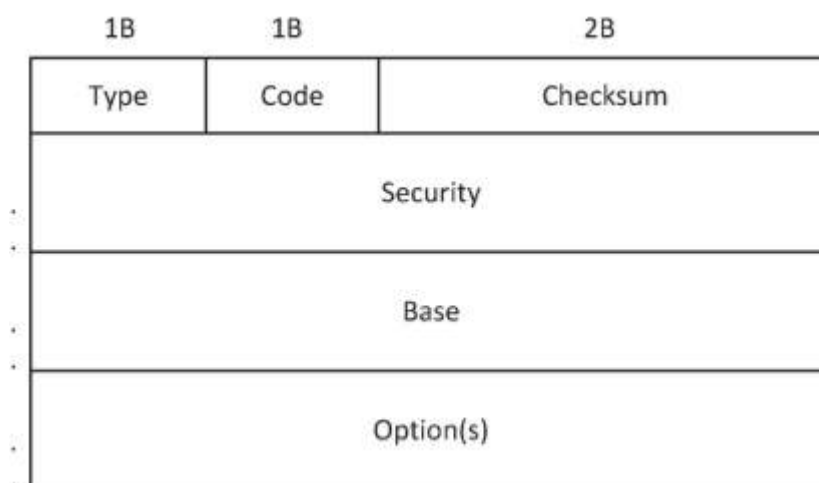 1B 1B 2B
Type Code Checksum
Security
Base
Option(s)